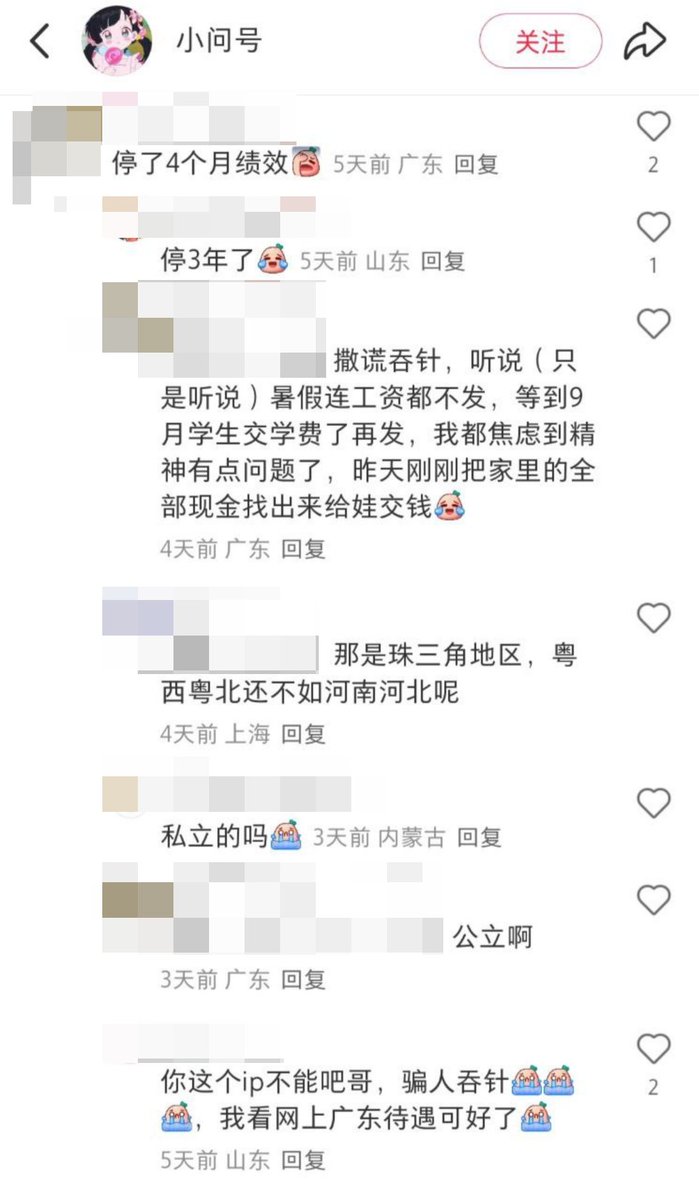 小问号
关注
停了4个月绩效 5天前 广东 回复
2
停3年了 5天前 山东 回复
1
撒谎吞针，听说（只
是听说）暑假连工资都不发，等到9
月学生交学费了再发，我都焦虑到精
神有点问题了，昨天刚刚把家里的全
部现金找出来给娃交钱
4天前 广东 回复
那是珠三角地区，粤
西粤北还不如河南河北呢
4天前 上海 回复
私立的吗 3天前 内蒙古 回复
公立啊
3天前 广东 回复
你这个ip不能吧哥，骗人吞针
，我看网上广东待遇可好了
2
5天前 山东 回复